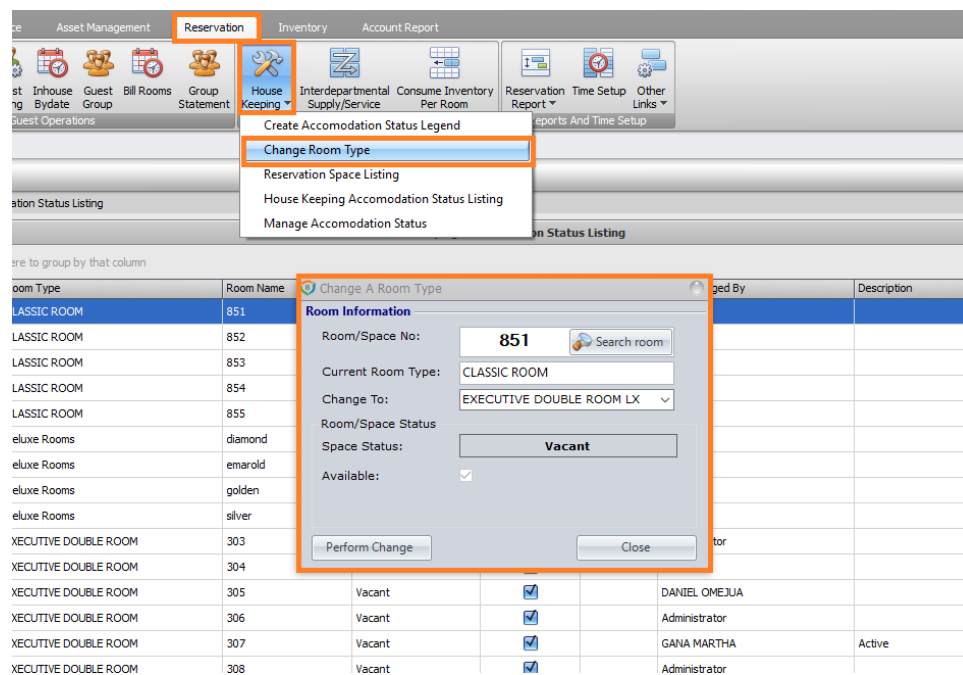 ce Asset Management Reservation Inventory Account Report
st Inhouse Guest Bill Rooms Group House Interdepartmental Consume Inventory Reservation Time Setup Other
ng Bydate Group Statement Keeping Supply/Service Per Room Report Links
Guest Operations eports And Time Setup
Create Accomodation Status Legend
Change Room Type
Reservation Space Listing
House Keeping Accomodation Status Listing
Manage Accomodation Status
ation Status Listing
on Status Listing
ere to group by that column
oom Type Room Name ged By Description
LASSIC ROOM 851
LASSIC ROOM 852
LASSIC ROOM 853
LASSIC ROOM 854
LASSIC ROOM 855
eluxe Rooms diamond
eluxe Rooms emarold
eluxe Rooms golden
eluxe Rooms silver
XECUTIVE DOUBLE ROOM 303 tor
XECUTIVE DOUBLE ROOM 304
XECUTIVE DOUBLE ROOM 305 Vacant DANIEL OMEJUA
XECUTIVE DOUBLE ROOM 306 Vacant Administrator
XECUTIVE DOUBLE ROOM 307 Vacant GANA MARTHA Active
XECUTIVE DOUBLE ROOM 308 Vacant Administrator
Change A Room Type
Room Information
Room/Space No: 851 Search room
Current Room Type: CLASSIC ROOM
Change To: EXECUTIVE DOUBLE ROOM LX
Room/Space Status
Space Status: Vacant
Available:
Perform Change Close